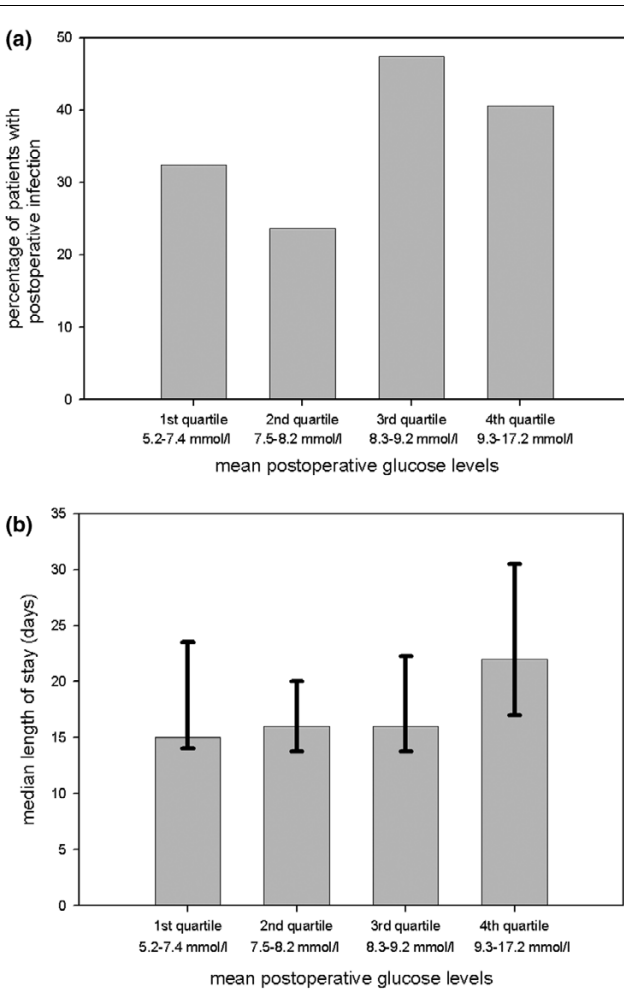 (a)
percentage of patients with
postoperative infection
50
40
30
20
10
0
1st quartile 2nd quartile 3rd quartile 4th quartile
5.2-7.4 mmol/l 7.5-8.2 mmol/l 8.3-9.2 mmol/l 9.3-17.2 mmol/l
mean postoperative glucose levels
(b)
median length of stay (days)
35
30
25
20
15
10
5
0
1st quartile 2nd quartile 3rd quartile 4th quartile
5.2-7.4 mmol/l 7.5-8.2 mmol/l 8.3-9.2 mmol/l 9.3-17.2 mmol/l
mean postoperative glucose levels